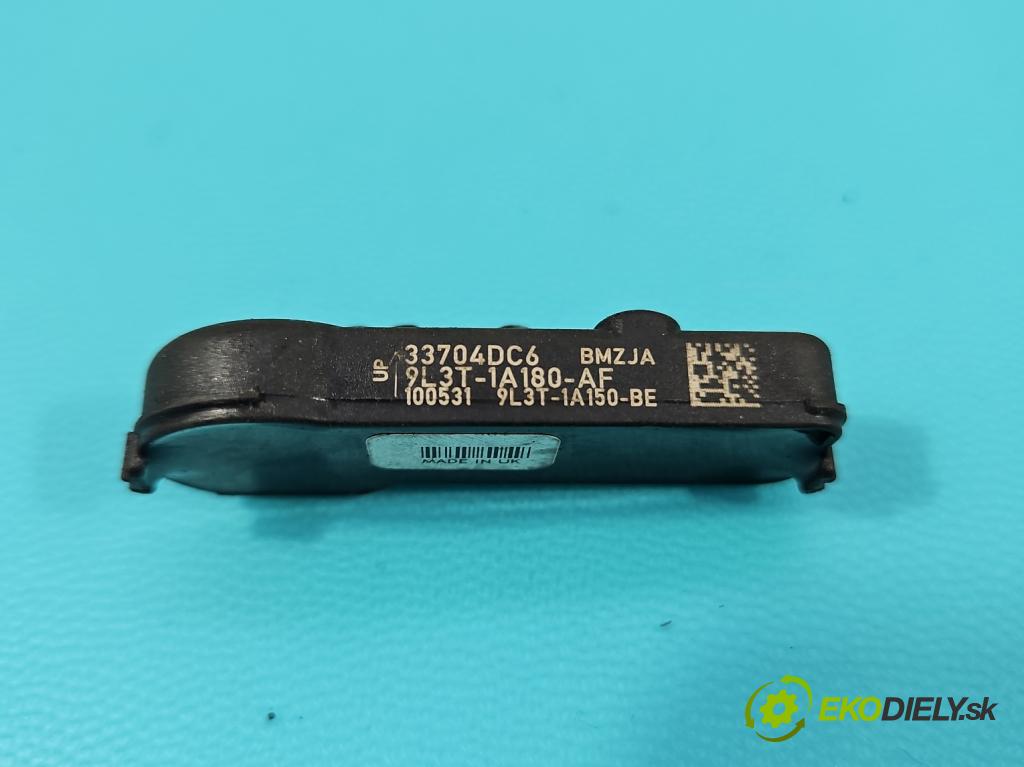 UP
33704DC6 BMZJA
9L3T-1A180-AF
100531 9L3T-1A150-BE
MADE IN UK
EKODIELY.sk